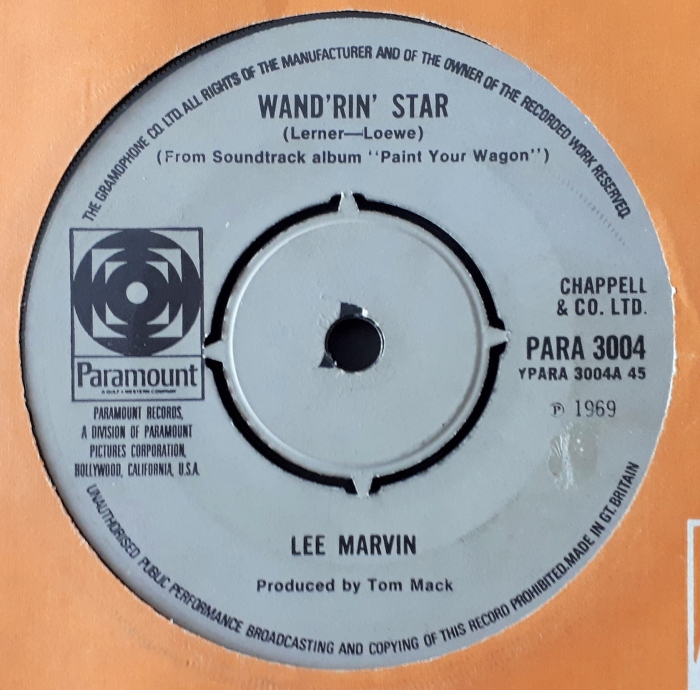 THE GRAMOPHONE CO. LTD. ALL RIGHTS OF THE MANUFACTURER AND OF THE OWNER OF THE RECORDED WORK RESERVED.
WAND'RIN' STAR
(Lerner—Loewe)
(From Soundtrack album "Paint Your Wagon")
CHAPPELL
& CO. LTD.
PARA 3004
YPARA 3004A 45
℗ 1969
Paramount
A GULF+WESTERN COMPANY
PARAMOUNT RECORDS,
A DIVISION OF PARAMOUNT
PICTURES CORPORATION,
HOLLYWOOD, CALIFORNIA, U.S.A.
LEE MARVIN
Produced by Tom Mack
UNAUTHORISED PUBLIC PERFORMANCE BROADCASTING AND COPYING OF THIS RECORD PROHIBITED. MADE IN GT. BRITAIN